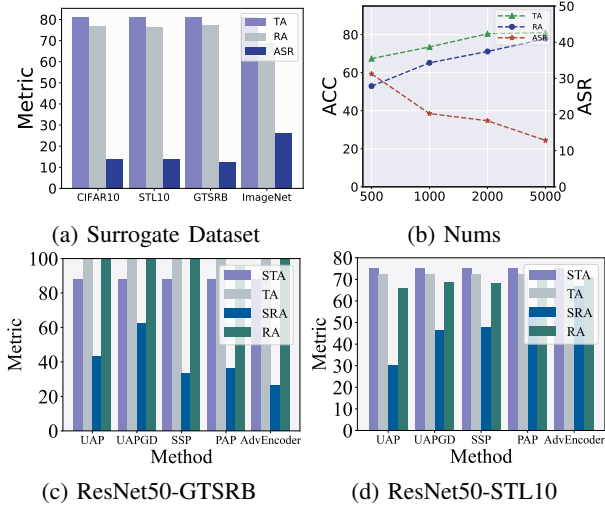 80
70
60
50
40
30
20
10
0
Metric
TA
RA
ASR
CIFAR10 STL10 GTSRB ImageNet
(a) Surrogate Dataset
80
60
40
20
0
ACC
TA
RA
ASR
50
40
30
20
10
0
ASR
500 1000 2000 5000
(b) Nums
100
80
60
40
20
0
Metric
STA
TA
SRA
RA
UAP UAPGD SSP PAP AdvEncoder
Method
(c) ResNet50-GTSRB
80
70
60
50
40
30
20
10
0
Metric
STA
TA
SRA
RA
UAP UAPGD SSP PAP AdvEncoder
Method
(d) ResNet50-STL10